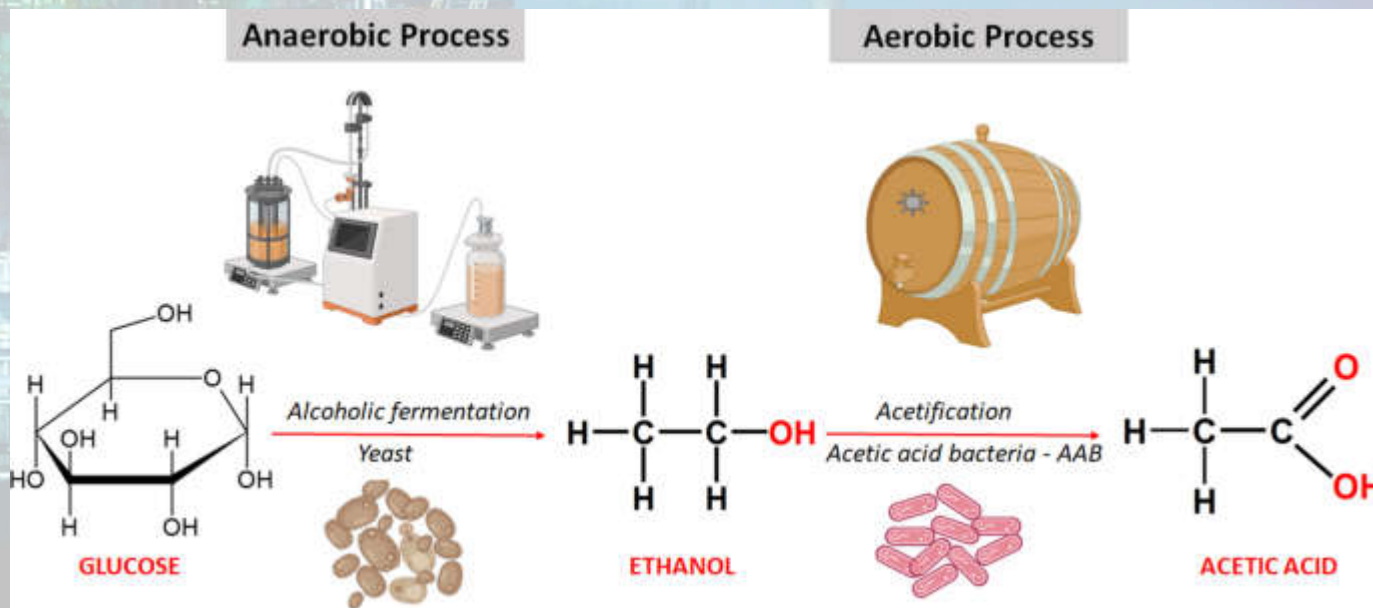 Anaerobic Process
Aerobic Process
OH
H
O
H
H
OH
H
HO
OH
H
OH
GLUCOSE
Alcoholic fermentation
Yeast
H
H
H
C
C
OH
H
H
ETHANOL
Acetification
Acetic acid bacteria - AAB
H
O
H
C
C
H
OH
ACETIC ACID